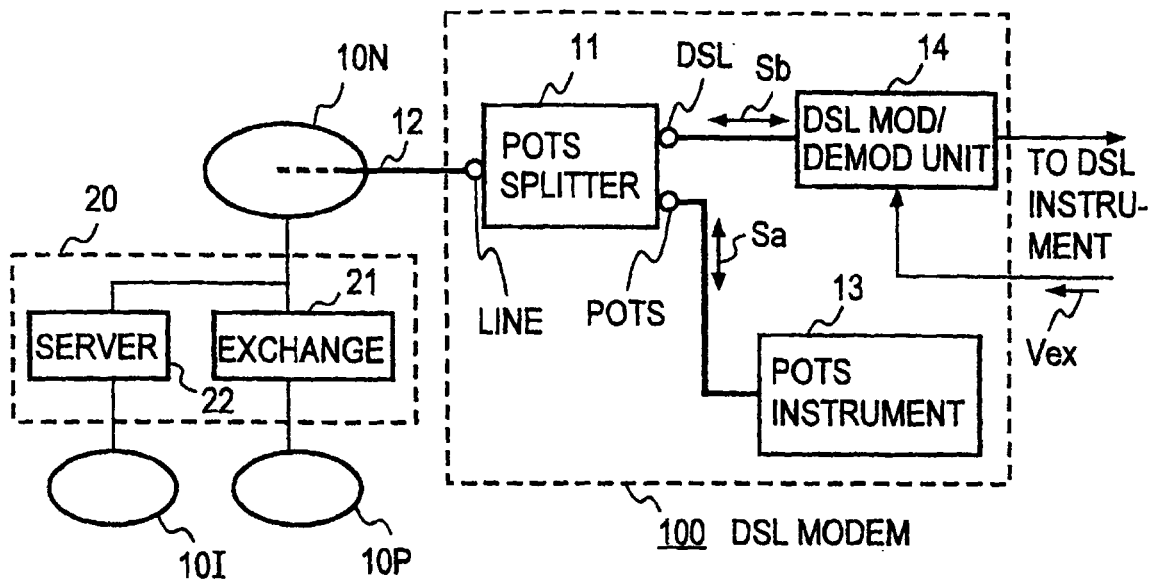 10N
12
11
DSL
Sb
14
POTS
SPLITTER
DSL MOD/
DEMOD UNIT
TO DSL
INSTRU-
MENT
20
21
Sa
LINE
POTS
13
Vex
SERVER
EXCHANGE
22
POTS
INSTRUMENT
10I
10P
100 DSL MODEM